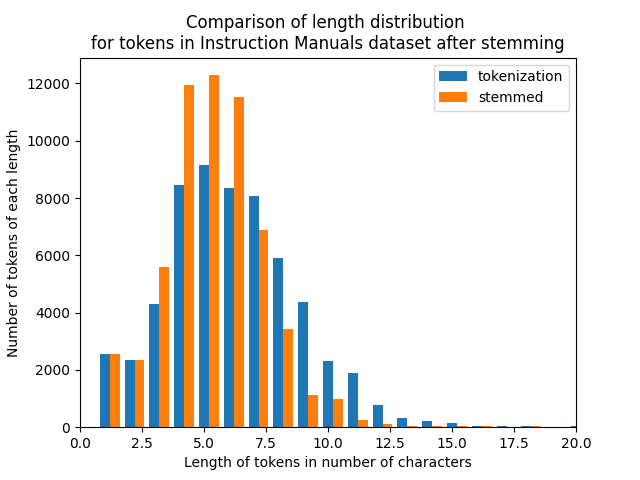 Comparison of length distribution
for tokens in Instruction Manuals dataset after stemming
tokenization
stemmed
Number of tokens of each length
12000
10000
8000
6000
4000
2000
0
0.0 2.5 5.0 7.5 10.0 12.5 15.0 17.5 20.0
Length of tokens in number of characters